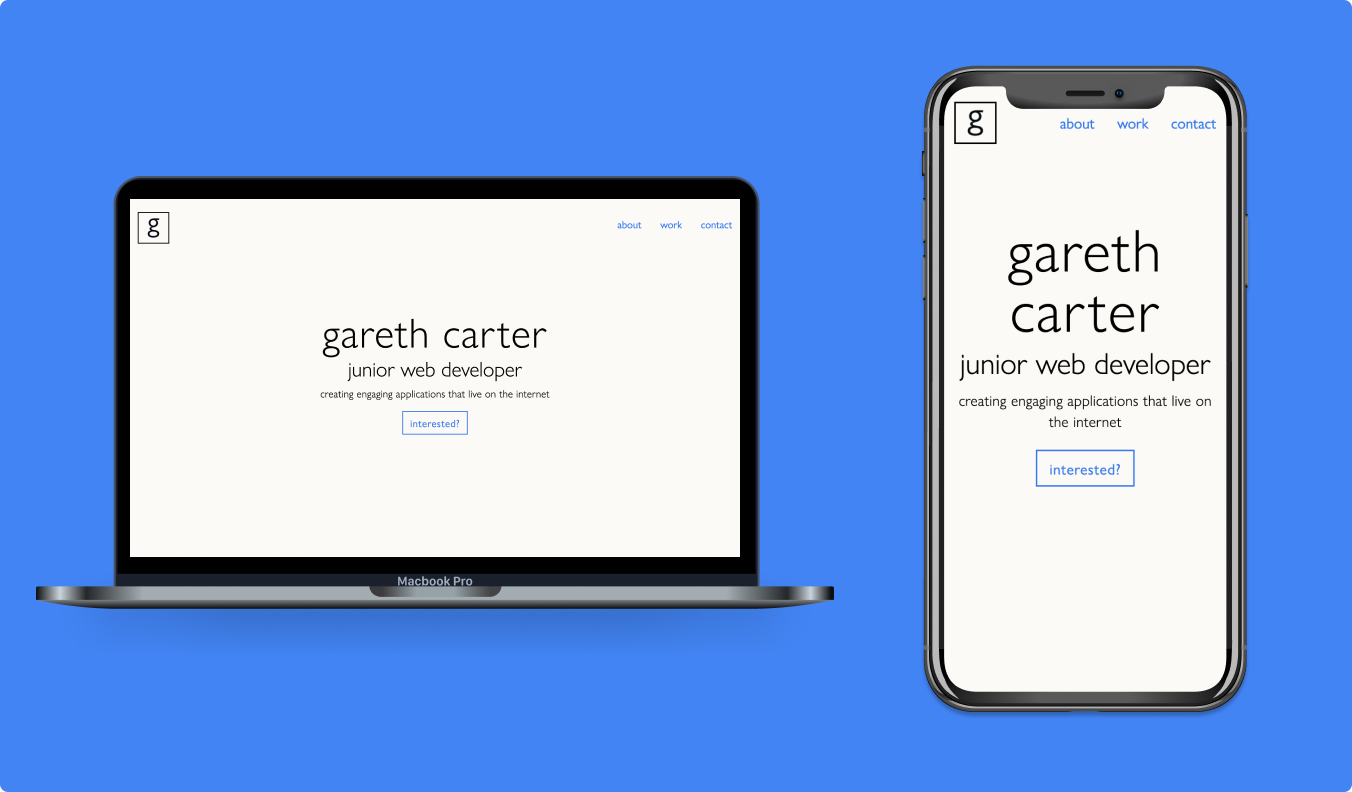 g
about work contact
gareth carter
junior web developer
creating engaging applications that live on the internet
interested?
Macbook Pro
g
about work contact
gareth
carter
junior web developer
creating engaging applications that live on
the internet
interested?